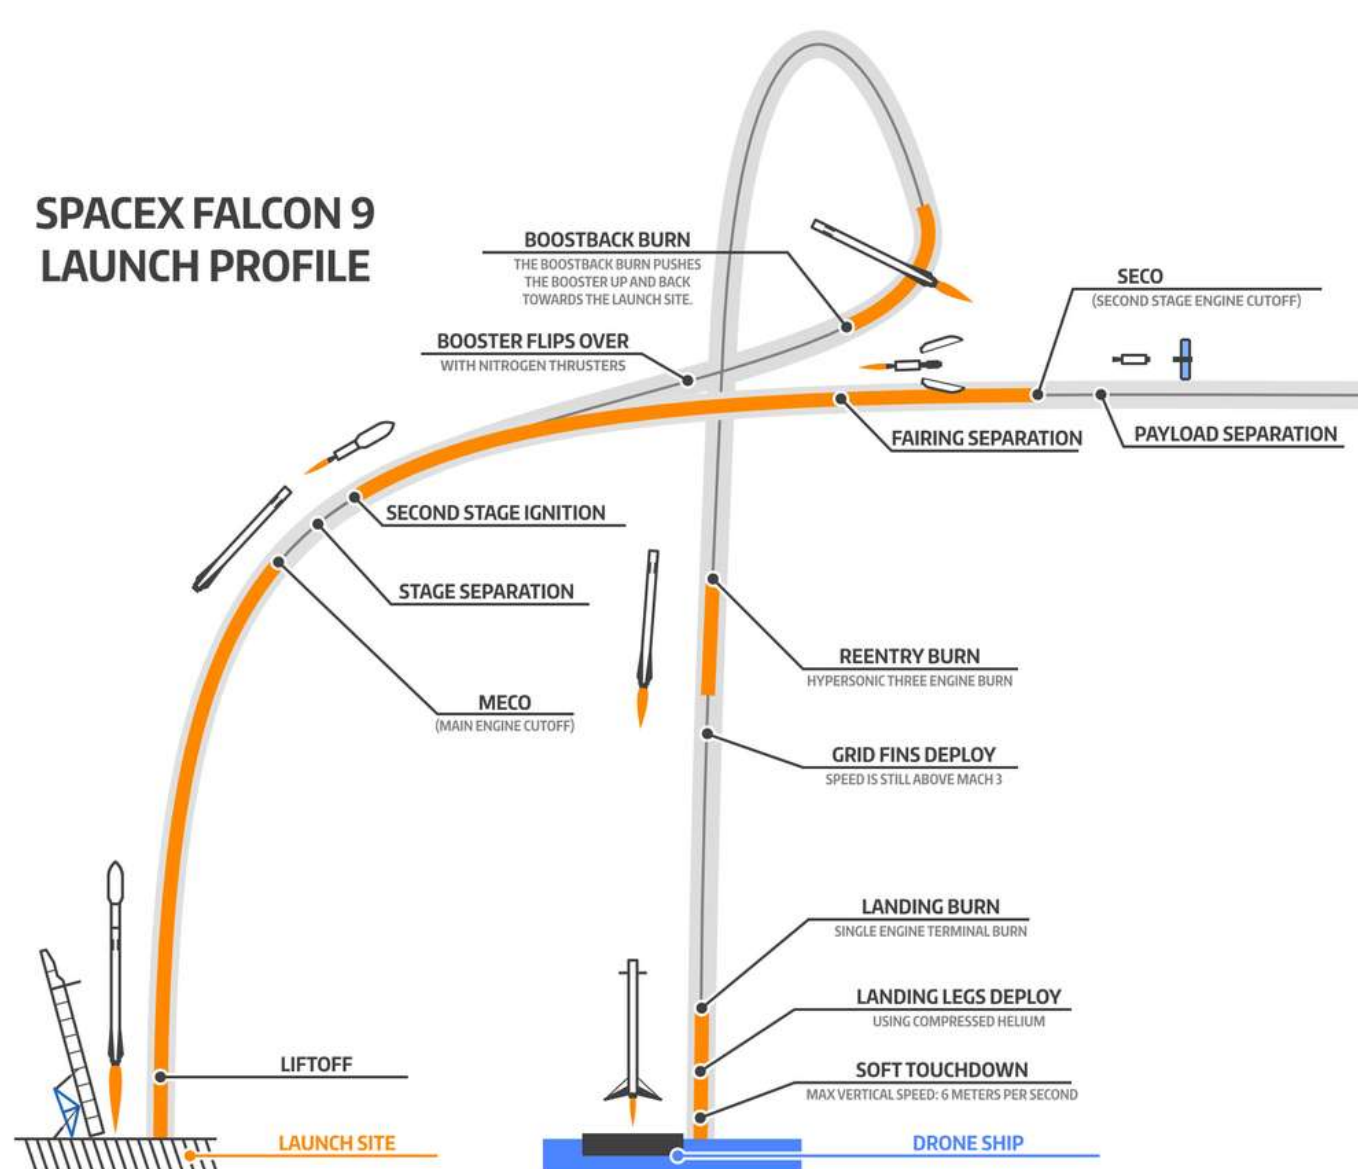 SPACEX FALCON 9
LAUNCH PROFILE
BOOSTBACK BURN
THE BOOSTBACK BURN PUSHES
THE BOOSTER UP AND BACK
TOWARDS THE LAUNCH SITE.
SECO
(SECOND STAGE ENGINE CUTOFF)
BOOSTER FLIPS OVER
WITH NITROGEN THRUSTERS
FAIRING SEPARATION
PAYLOAD SEPARATION
SECOND STAGE IGNITION
STAGE SEPARATION
MECO
(MAIN ENGINE CUTOFF)
REENTRY BURN
HYPERSONIC THREE ENGINE BURN
GRID FINS DEPLOY
SPEED IS STILL ABOVE MACH 3
LANDING BURN
SINGLE ENGINE TERMINAL BURN
LANDING LEGS DEPLOY
USING COMPRESSED HELIUM
LIFTOFF
SOFT TOUCHDOWN
MAX VERTICAL SPEED: 6 METERS PER SECOND
LAUNCH SITE
DRONE SHIP